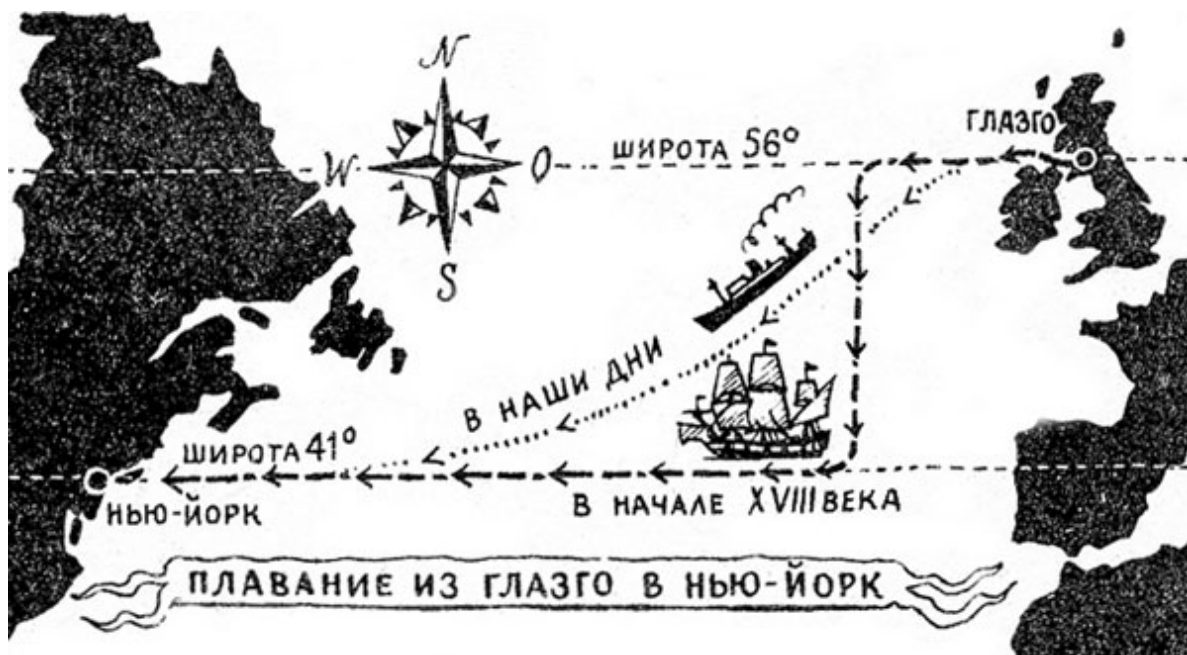 N
W
O
S
ШИРОТА 56°
ГЛАЗГО
В НАШИ ДНИ
ШИРОТА 41°
НЬЮ-ЙОРК
В НАЧАЛЕ XVIII ВЕКА
ПЛАВАНИЕ ИЗ ГЛАЗГО В НЬЮ-ЙОРК